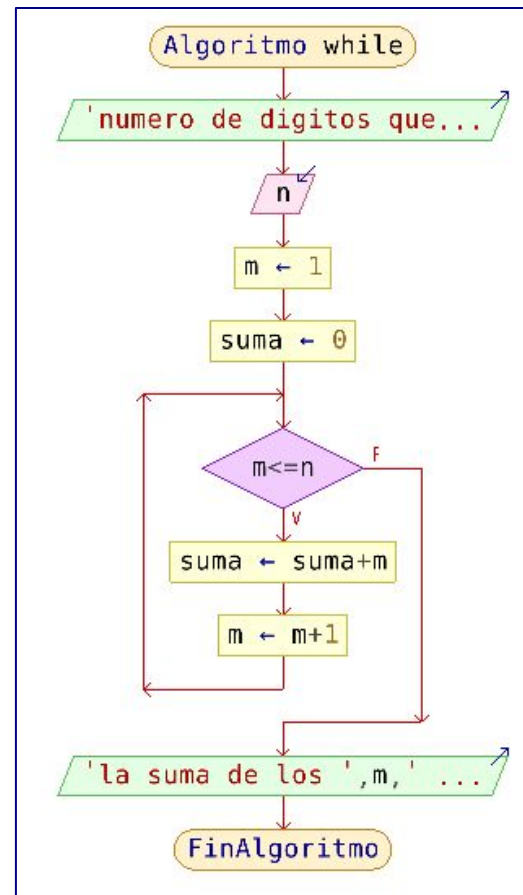 Algoritmo while
'numero de digitos que...
n
m ← 1
suma ← 0
m<=n
F
V
suma ← suma+m
m ← m+1
'la suma de los ',m,' ...
FinAlgoritmo